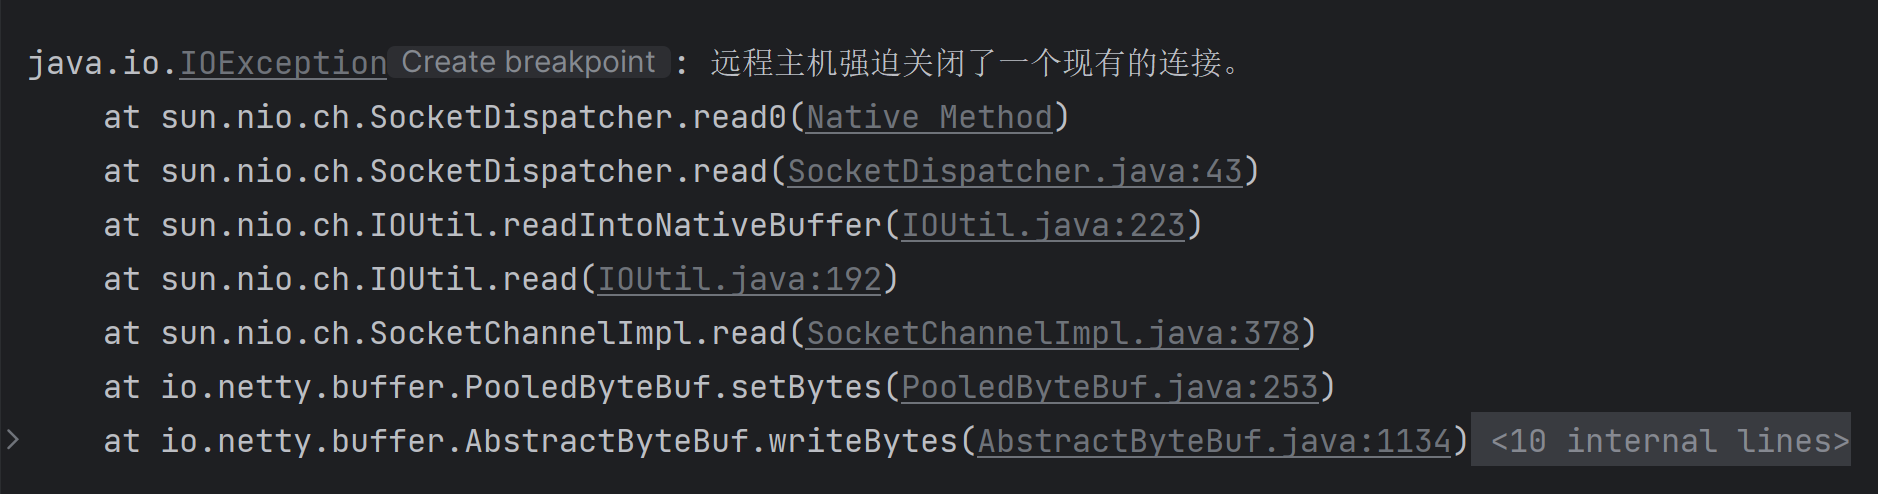 java.io.IOException Create breakpoint : 远程主机强迫关闭了一个现有的连接。
at sun.nio.ch.SocketDispatcher.read0(Native Method)
at sun.nio.ch.SocketDispatcher.read(SocketDispatcher.java:43)
at sun.nio.ch.IOUtil.readIntoNativeBuffer(IOUtil.java:223)
at sun.nio.ch.IOUtil.read(IOUtil.java:192)
at sun.nio.ch.SocketChannelImpl.read(SocketChannelImpl.java:378)
at io.netty.buffer.PooledByteBuf.setBytes(PooledByteBuf.java:253)
at io.netty.buffer.AbstractByteBuf.writeBytes(AbstractByteBuf.java:1134) <10 internal lines>